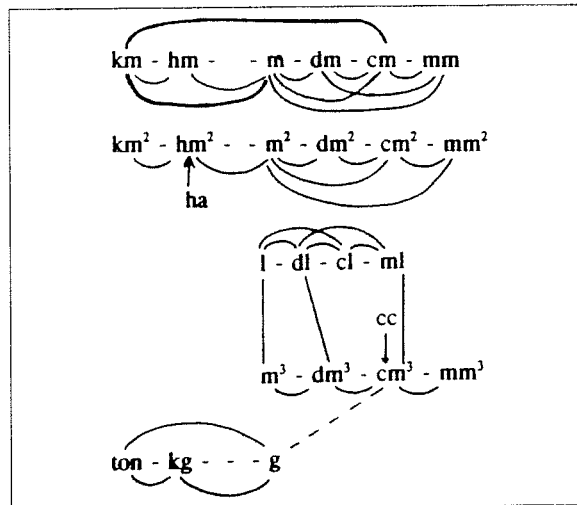 km - hm - - m - dm - cm - mm
km² - hm² - - m² - dm² - cm² - mm²
ha
l - dl - cl - ml
cc
m³ - dm³ - cm³ - mm³
ton - kg - - - g